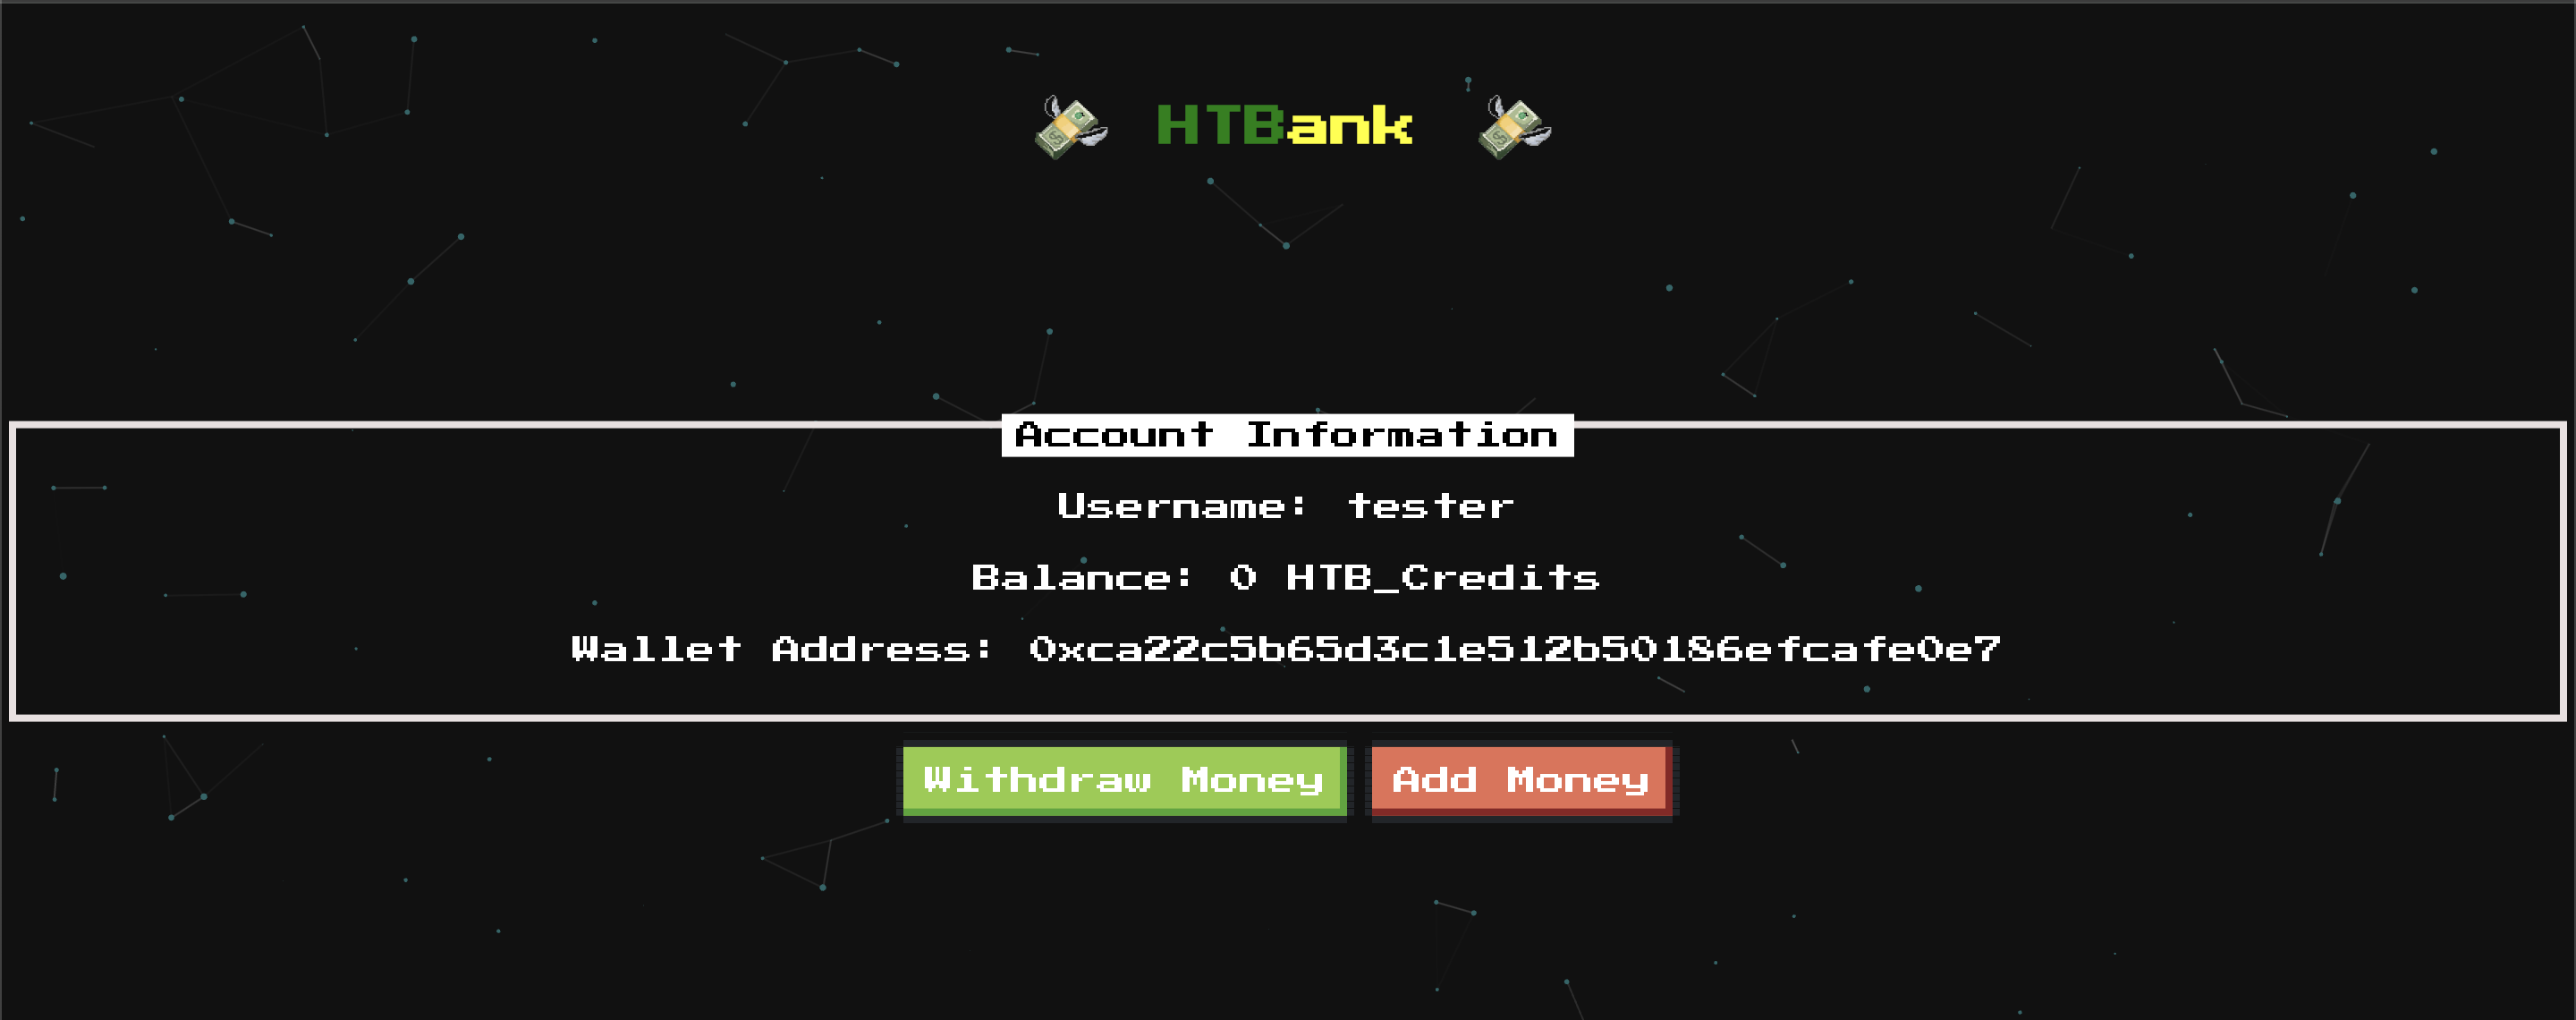 HTBank
Account Information
Username: tester
Balance: 0 HTB_Credits
Wallet Address: 0xca22c5b65d3c1e512b50186efcafe0e7
Withdraw Money
Add Money